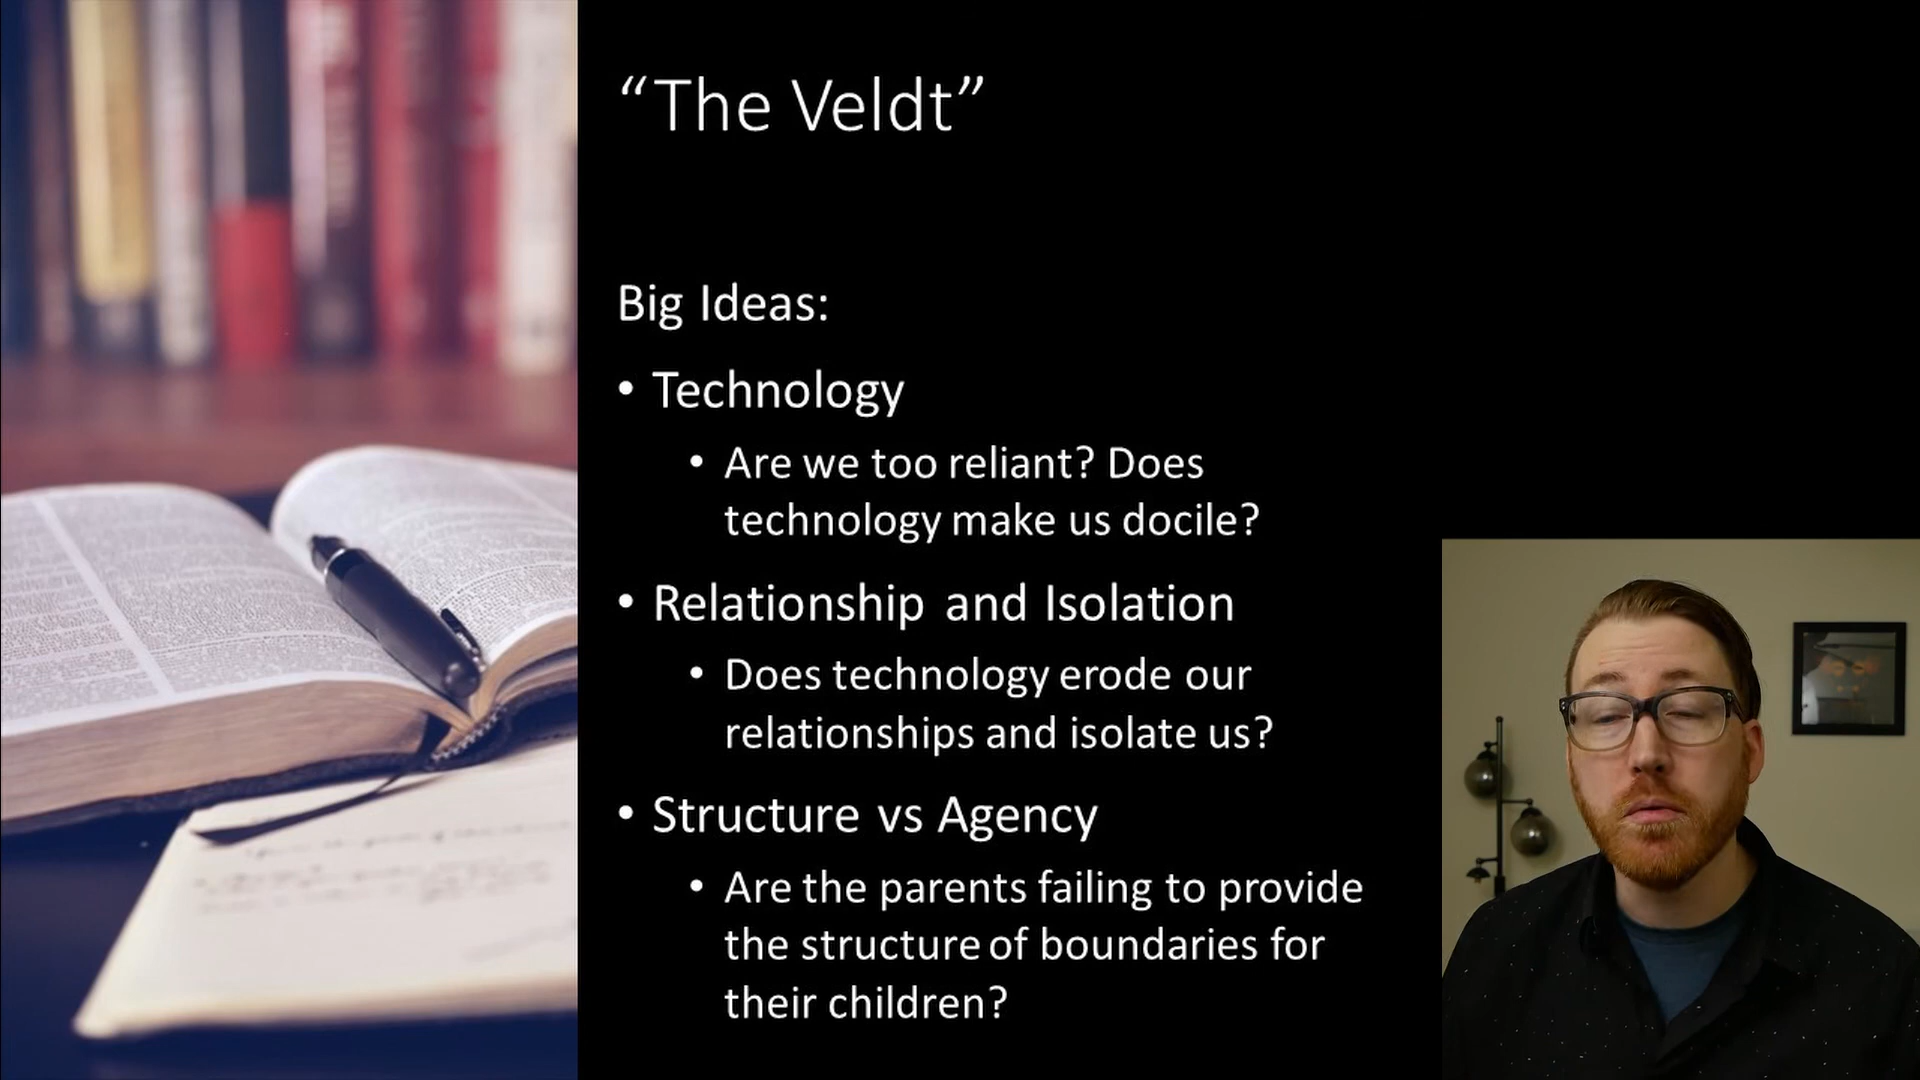 “The Veldt”
Big Ideas:
• Technology
• Are we too reliant? Does
technology make us docile?
• Relationship and Isolation
• Does technology erode our
relationships and isolate us?
• Structure vs Agency
• Are the parents failing to provide
the structure of boundaries for
their children?